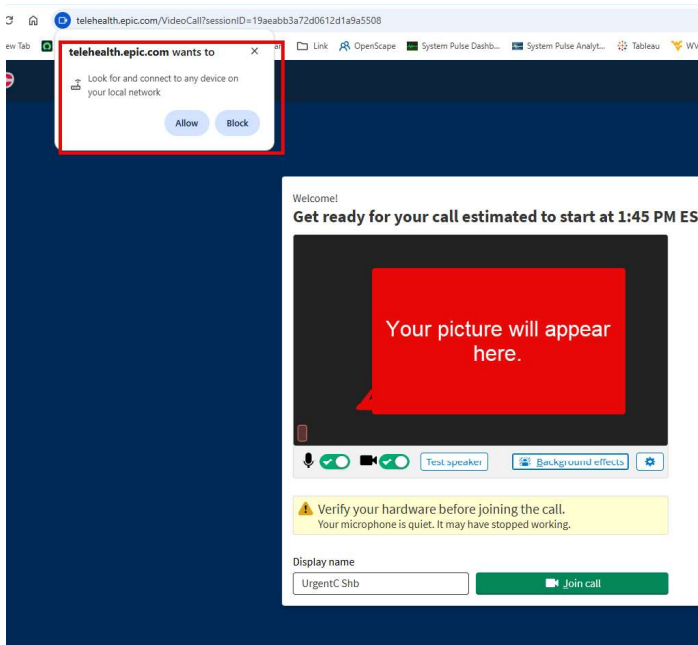 telehealth.epic.com/VideoCall?sessionID=19aeabb3a72d0612d1a9a5508
ew Tab
Link
OpenScape
System Pulse Dashb...
System Pulse Analyt...
Tableau
WV
telehealth.epic.com wants to
Look for and connect to any device on
your local network
Allow
Block
Welcome!
Get ready for your call estimated to start at 1:45 PM ES
Your picture will appear
here.
Test speaker
Background effects
Verify your hardware before joining the call.
Your microphone is quiet. It may have stopped working.
Display name
UrgentC Shb
Join call